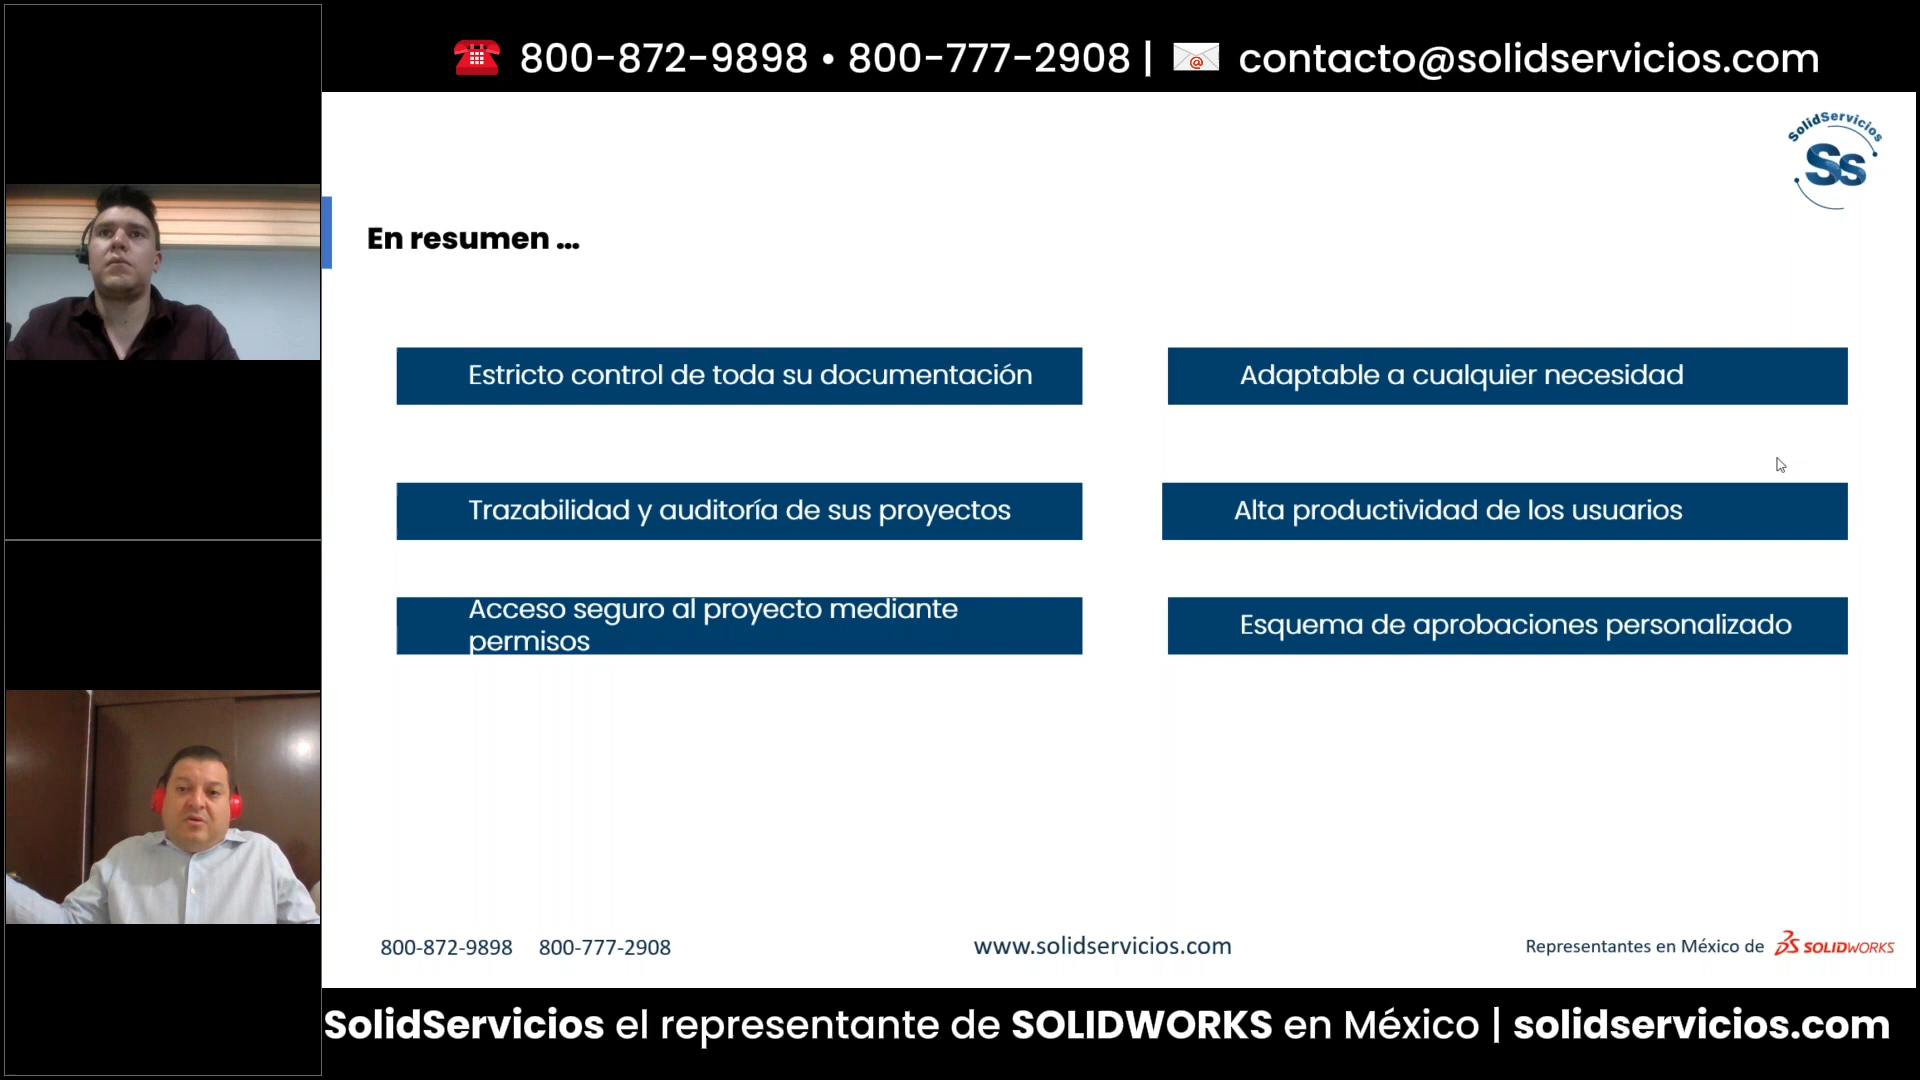 800-872-9898 • 800-777-2908 | contacto@solidservicios.com
SolidServicios
Ss
En resumen ...
Estricto control de toda su documentación
Adaptable a cualquier necesidad
Trazabilidad y auditoría de sus proyectos
Alta productividad de los usuarios
Acceso seguro al proyecto mediante
permisos
Esquema de aprobaciones personalizado
800-872-9898 800-777-2908
www.solidservicios.com
Representantes en México de SOLIDWORKS
SolidServicios el representante de SOLIDWORKS en México | solidservicios.com